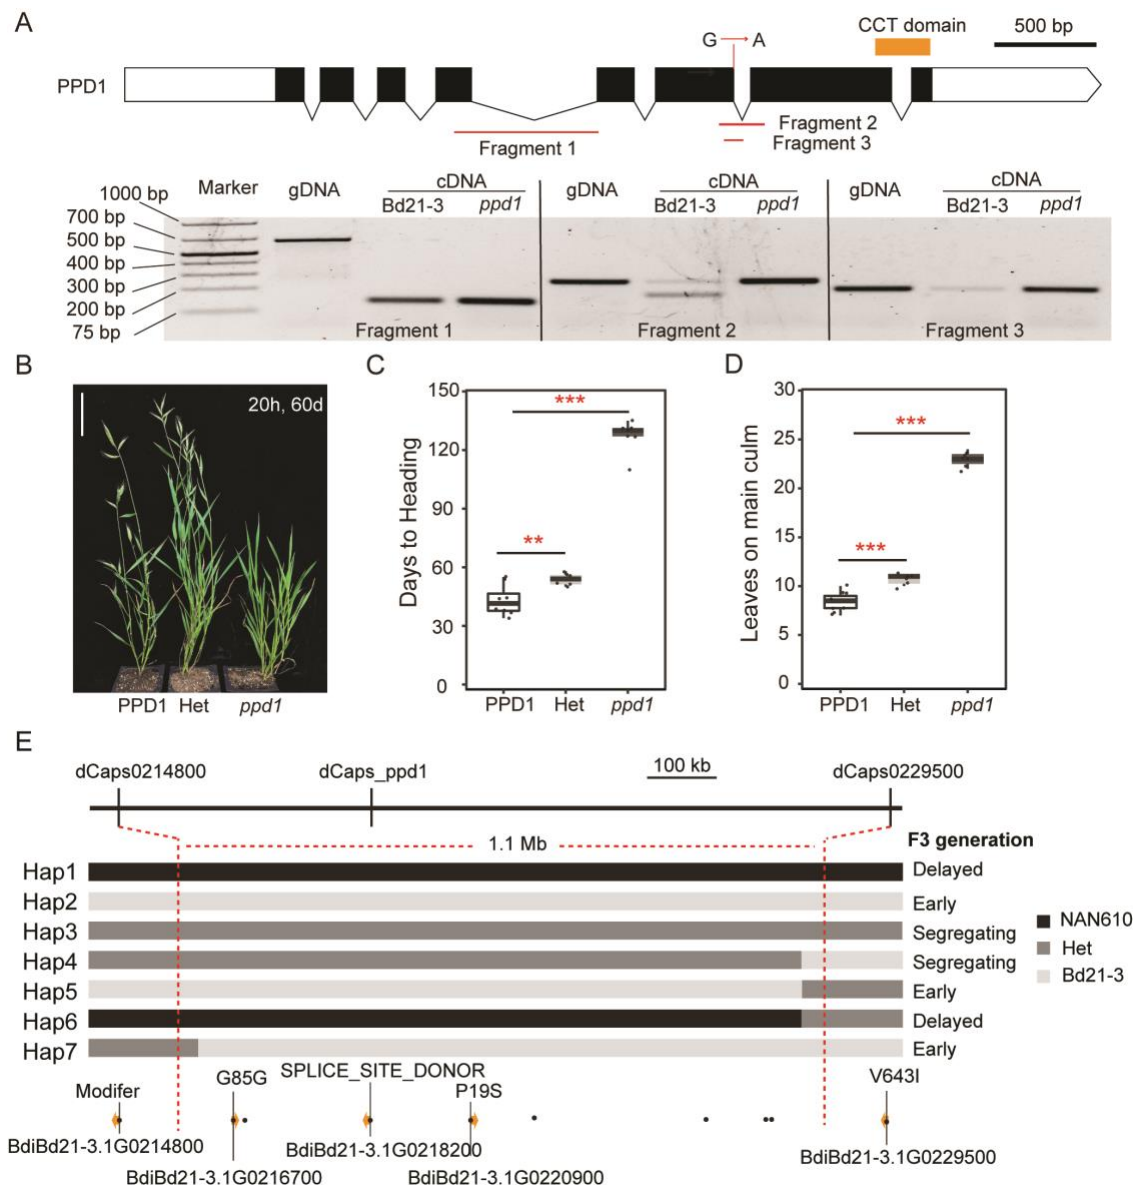 A
G → A
CCT domain
500 bp
PPD1
Fragment 1
Fragment 2
Fragment 3
Marker
gDNA
cDNA
Bd21-3
ppd1
gDNA
cDNA
Bd21-3
ppd1
gDNA
cDNA
Bd21-3
ppd1
1000 bp
700 bp
500 bp
400 bp
300 bp
200 bp
75 bp
Fragment 1
Fragment 2
Fragment 3
B
20h, 60d
PPD1 Het ppd1
C
Days to Heading
150
120
90
60
30
0
***
**
PPD1 Het ppd1
D
Leaves on main culm
30
25
20
15
10
5
0
***
***
PPD1 Het ppd1
E
dCaps0214800
dCaps_ppd1
100 kb
dCaps0229500
1.1 Mb
F3 generation
Hap1 Delayed
Hap2 Early
Hap3 Segregating
Hap4 Segregating
Hap5 Early
Hap6 Delayed
Hap7 Early
NAN610
Het
Bd21-3
Modifer
G85G
SPLICE_SITE_DONOR
P19S
V643I
BdiBd21-3.1G0214800
BdiBd21-3.1G0216700
BdiBd21-3.1G0218200
BdiBd21-3.1G0220900
BdiBd21-3.1G0229500